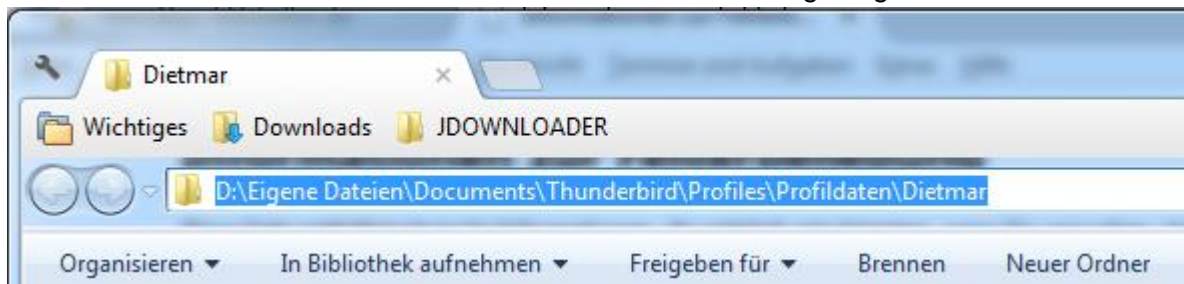 Dietmar
Wichtiges Downloads JDOWNLOADER
D:\Eigene Dateien\Documents\Thunderbird\Profiles\Profildaten\Dietmar
Organisieren In Bibliothek aufnehmen Freigeben für Brennen Neuer Ordner